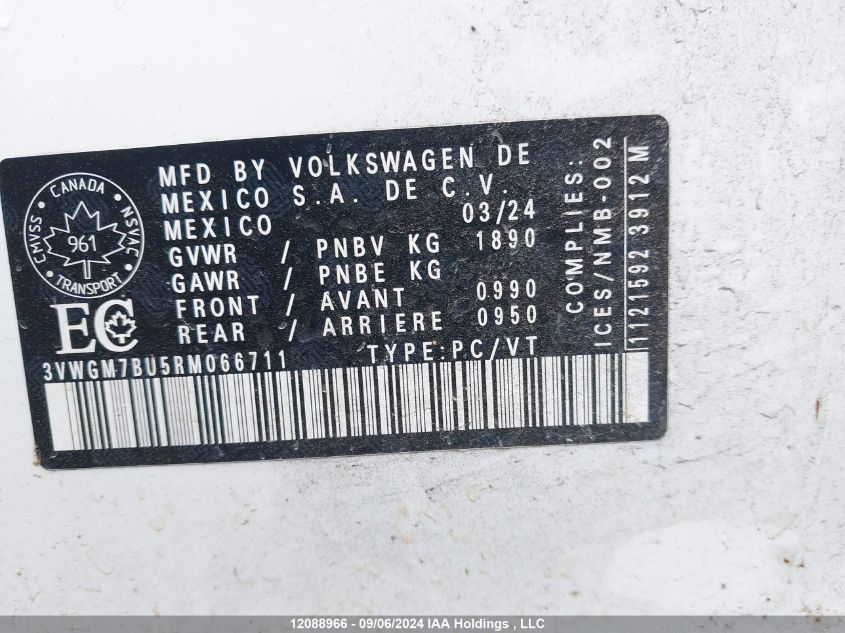 CANADA
CMVSS
NSVAC
961
TRANSPORT
EC
MFD BY VOLKSWAGEN DE
MEXICO S.A. DE C.V.
MEXICO 03/24
GVWR / PNBV KG 1890
GAWR / PNBE KG
FRONT / AVANT 0990
REAR / ARRIERE 0950
3VWGM7BU5RM066711 TYPE:PC/VT
COMPLIES:
ICES/NMB-002
1121592 3912 M
12088966 - 09/06/2024 IAA Holdings , LLC